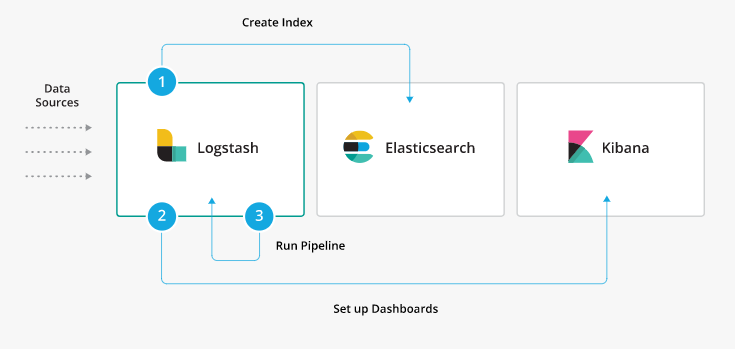 Create Index
Data
Sources
1
Logstash
Elasticsearch
Kibana
2
3
Run Pipeline
Set up Dashboards